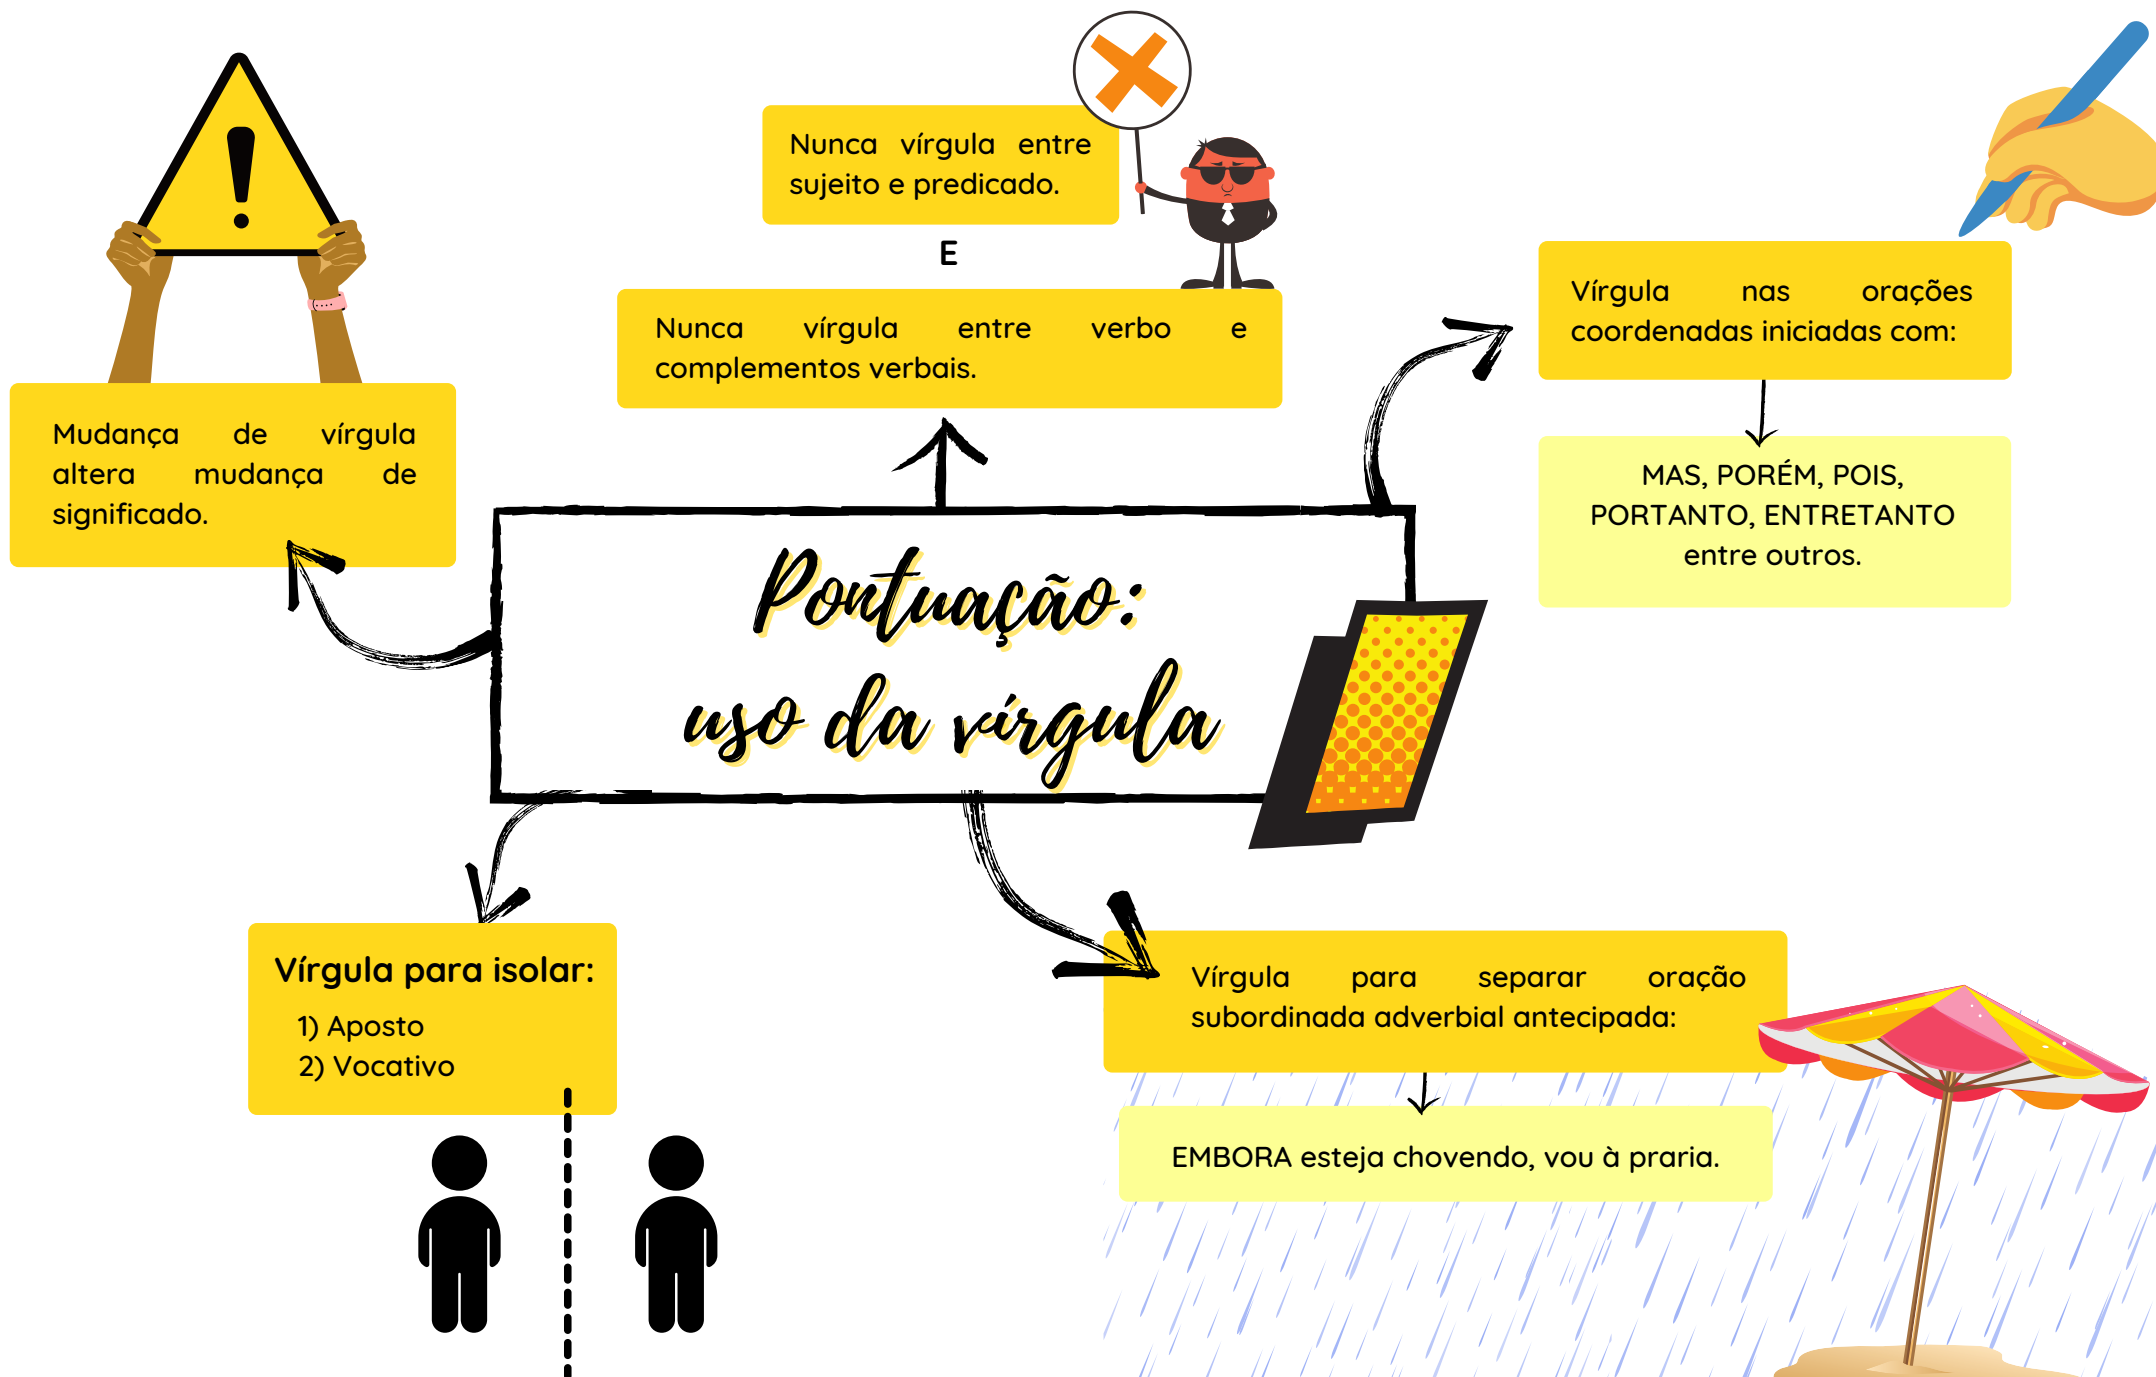 Nunca vírgula entre
sujeito e predicado.
E
Nunca vírgula entre verbo e
complementos verbais.
Vírgula nas orações
coordenadas iniciadas com:
MAS, PORÉM, POIS,
PORTANTO, ENTRETANTO
entre outros.
Mudança de vírgula
altera mudança de
significado.
Pontuação:
uso da vírgula
Vírgula para isolar:
1) Aposto
2) Vocativo
Vírgula para separar oração
subordinada adverbial antecipada:
EMBORA esteja chovendo, vou à praria.